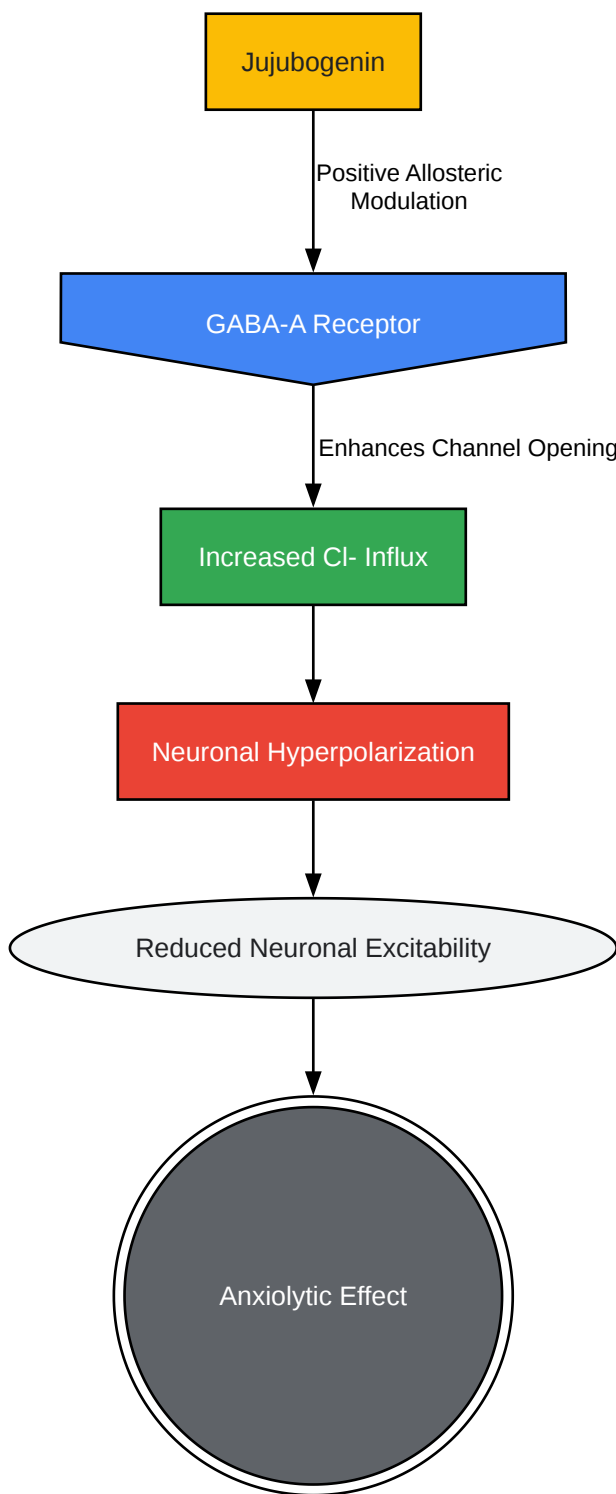 Jujubogenin
Positive Allosteric
Modulation
GABA-A Receptor
Enhances Channel Opening
Increased Cl- Influx
Neuronal Hyperpolarization
Reduced Neuronal Excitability
Anxiolytic Effect